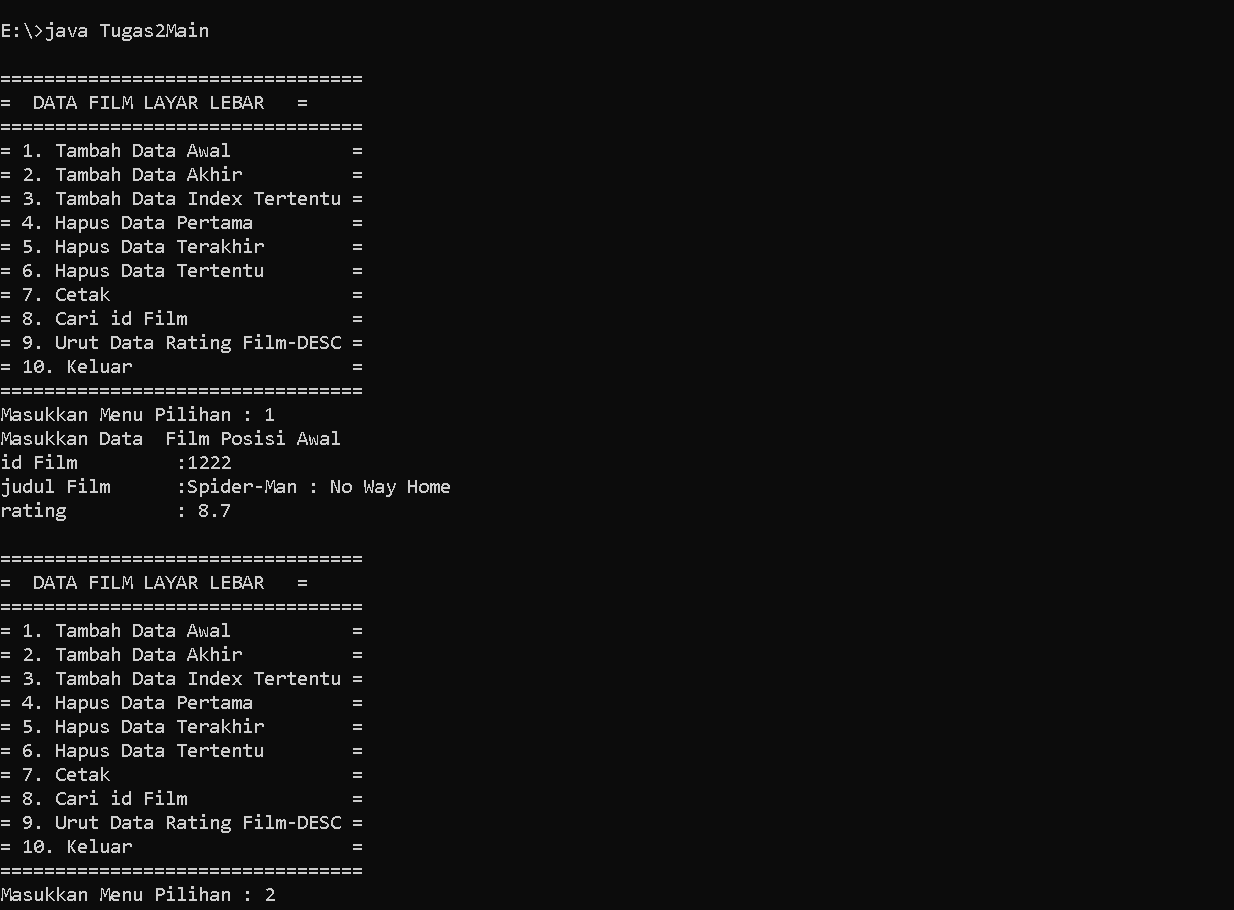 E:\>java Tugas2Main
=================================
=  DATA FILM LAYAR LEBAR   =
=================================
= 1. Tambah Data Awal           =
= 2. Tambah Data Akhir          =
= 3. Tambah Data Index Tertentu =
= 4. Hapus Data Pertama         =
= 5. Hapus Data Terakhir        =
= 6. Hapus Data Tertentu        =
= 7. Cetak                      =
= 8. Cari id Film               =
= 9. Urut Data Rating Film-DESC =
= 10. Keluar                    =
=================================
Masukkan Menu Pilihan : 1
Masukkan Data  Film Posisi Awal
id Film         :1222
judul Film      :Spider-Man : No Way Home
rating          : 8.7
=================================
=  DATA FILM LAYAR LEBAR   =
=================================
= 1. Tambah Data Awal           =
= 2. Tambah Data Akhir          =
= 3. Tambah Data Index Tertentu =
= 4. Hapus Data Pertama         =
= 5. Hapus Data Terakhir        =
= 6. Hapus Data Tertentu        =
= 7. Cetak                      =
= 8. Cari id Film               =
= 9. Urut Data Rating Film-DESC =
= 10. Keluar                    =
=================================
Masukkan Menu Pilihan : 2